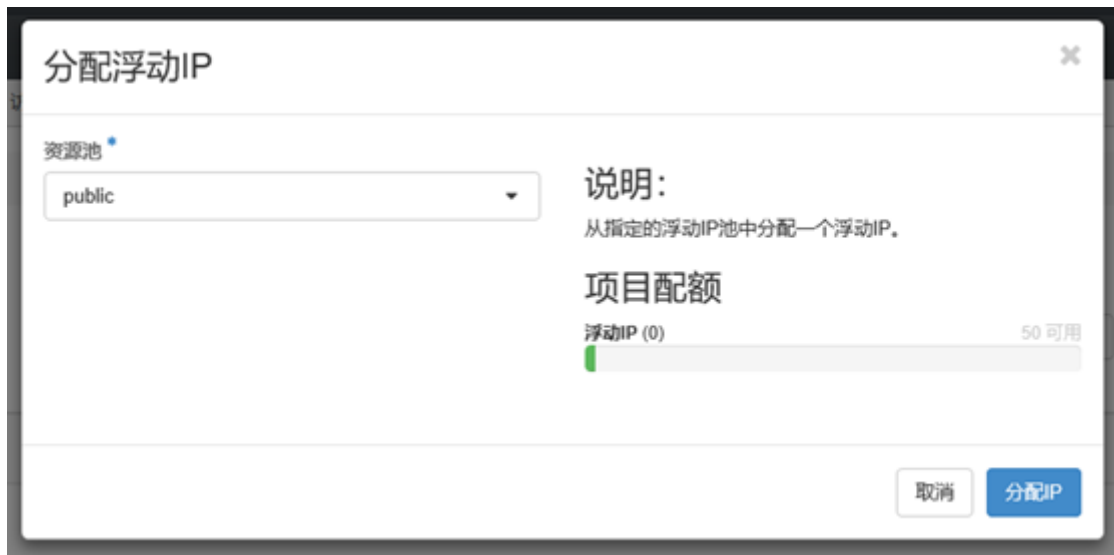 分配浮动IP
资源池
public
说明：
从指定的浮动IP池中分配一个浮动IP。
项目配额
浮动IP (0)
50 可用
取消
分配IP